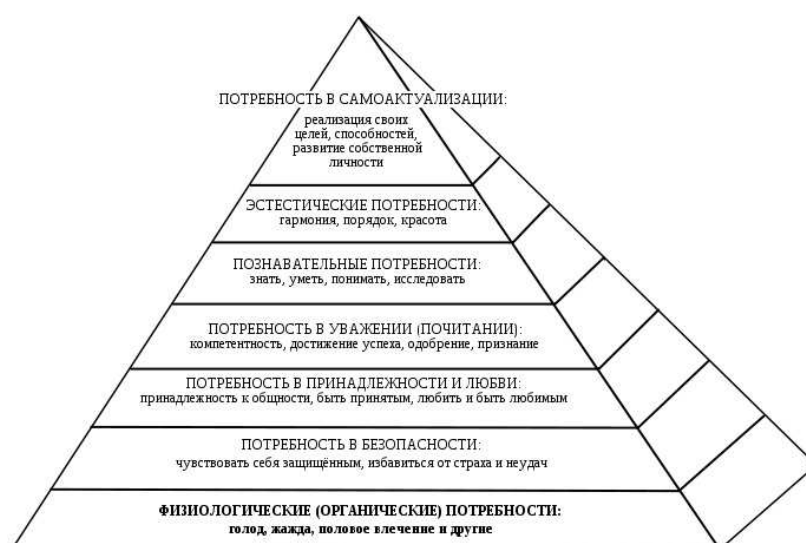 ПОТРЕБНОСТЬ В САМОАКТУАЛИЗАЦИИ:
реализация своих
целей, способностей,
развитие собственной
личности
ЭСТЕТИЧЕСКИЕ ПОТРЕБНОСТИ:
гармония, порядок, красота
ПОЗНАВАТЕЛЬНЫЕ ПОТРЕБНОСТИ:
знать, уметь, понимать, исследовать
ПОТРЕБНОСТЬ В УВАЖЕНИИ (ПОЧИТАНИИ):
компетентность, достижение успеха, одобрение, признание
ПОТРЕБНОСТЬ В ПРИНАДЛЕЖНОСТИ И ЛЮБВИ:
принадлежность к общности, быть принятым, любить и быть любимым
ПОТРЕБНОСТЬ В БЕЗОПАСНОСТИ:
чувствовать себя защищённым, избавиться от страха и неудач
ФИЗИОЛОГИЧЕСКИЕ (ОРГАНИЧЕСКИЕ) ПОТРЕБНОСТИ:
голод, жажда, половое влечение и другие